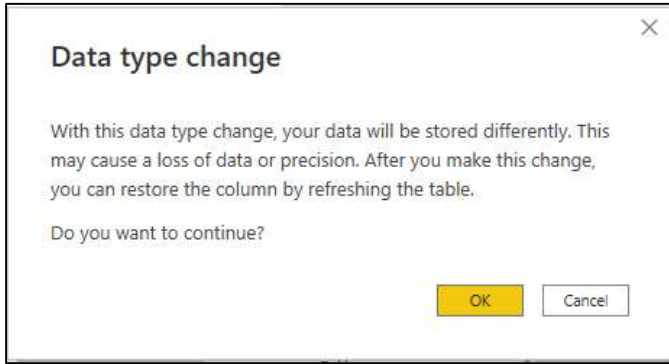 Data type change
With this data type change, your data will be stored differently. This
may cause a loss of data or precision. After you make this change,
you can restore the column by refreshing the table.
Do you want to continue?
OK Cancel